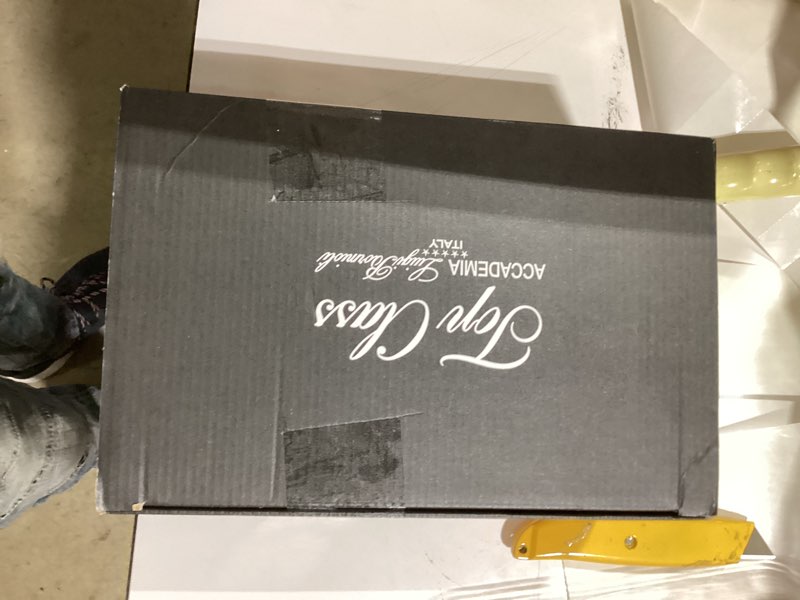 Top Class
ACCADEMIA Luigi Bormioli
★★★★★
ITALY